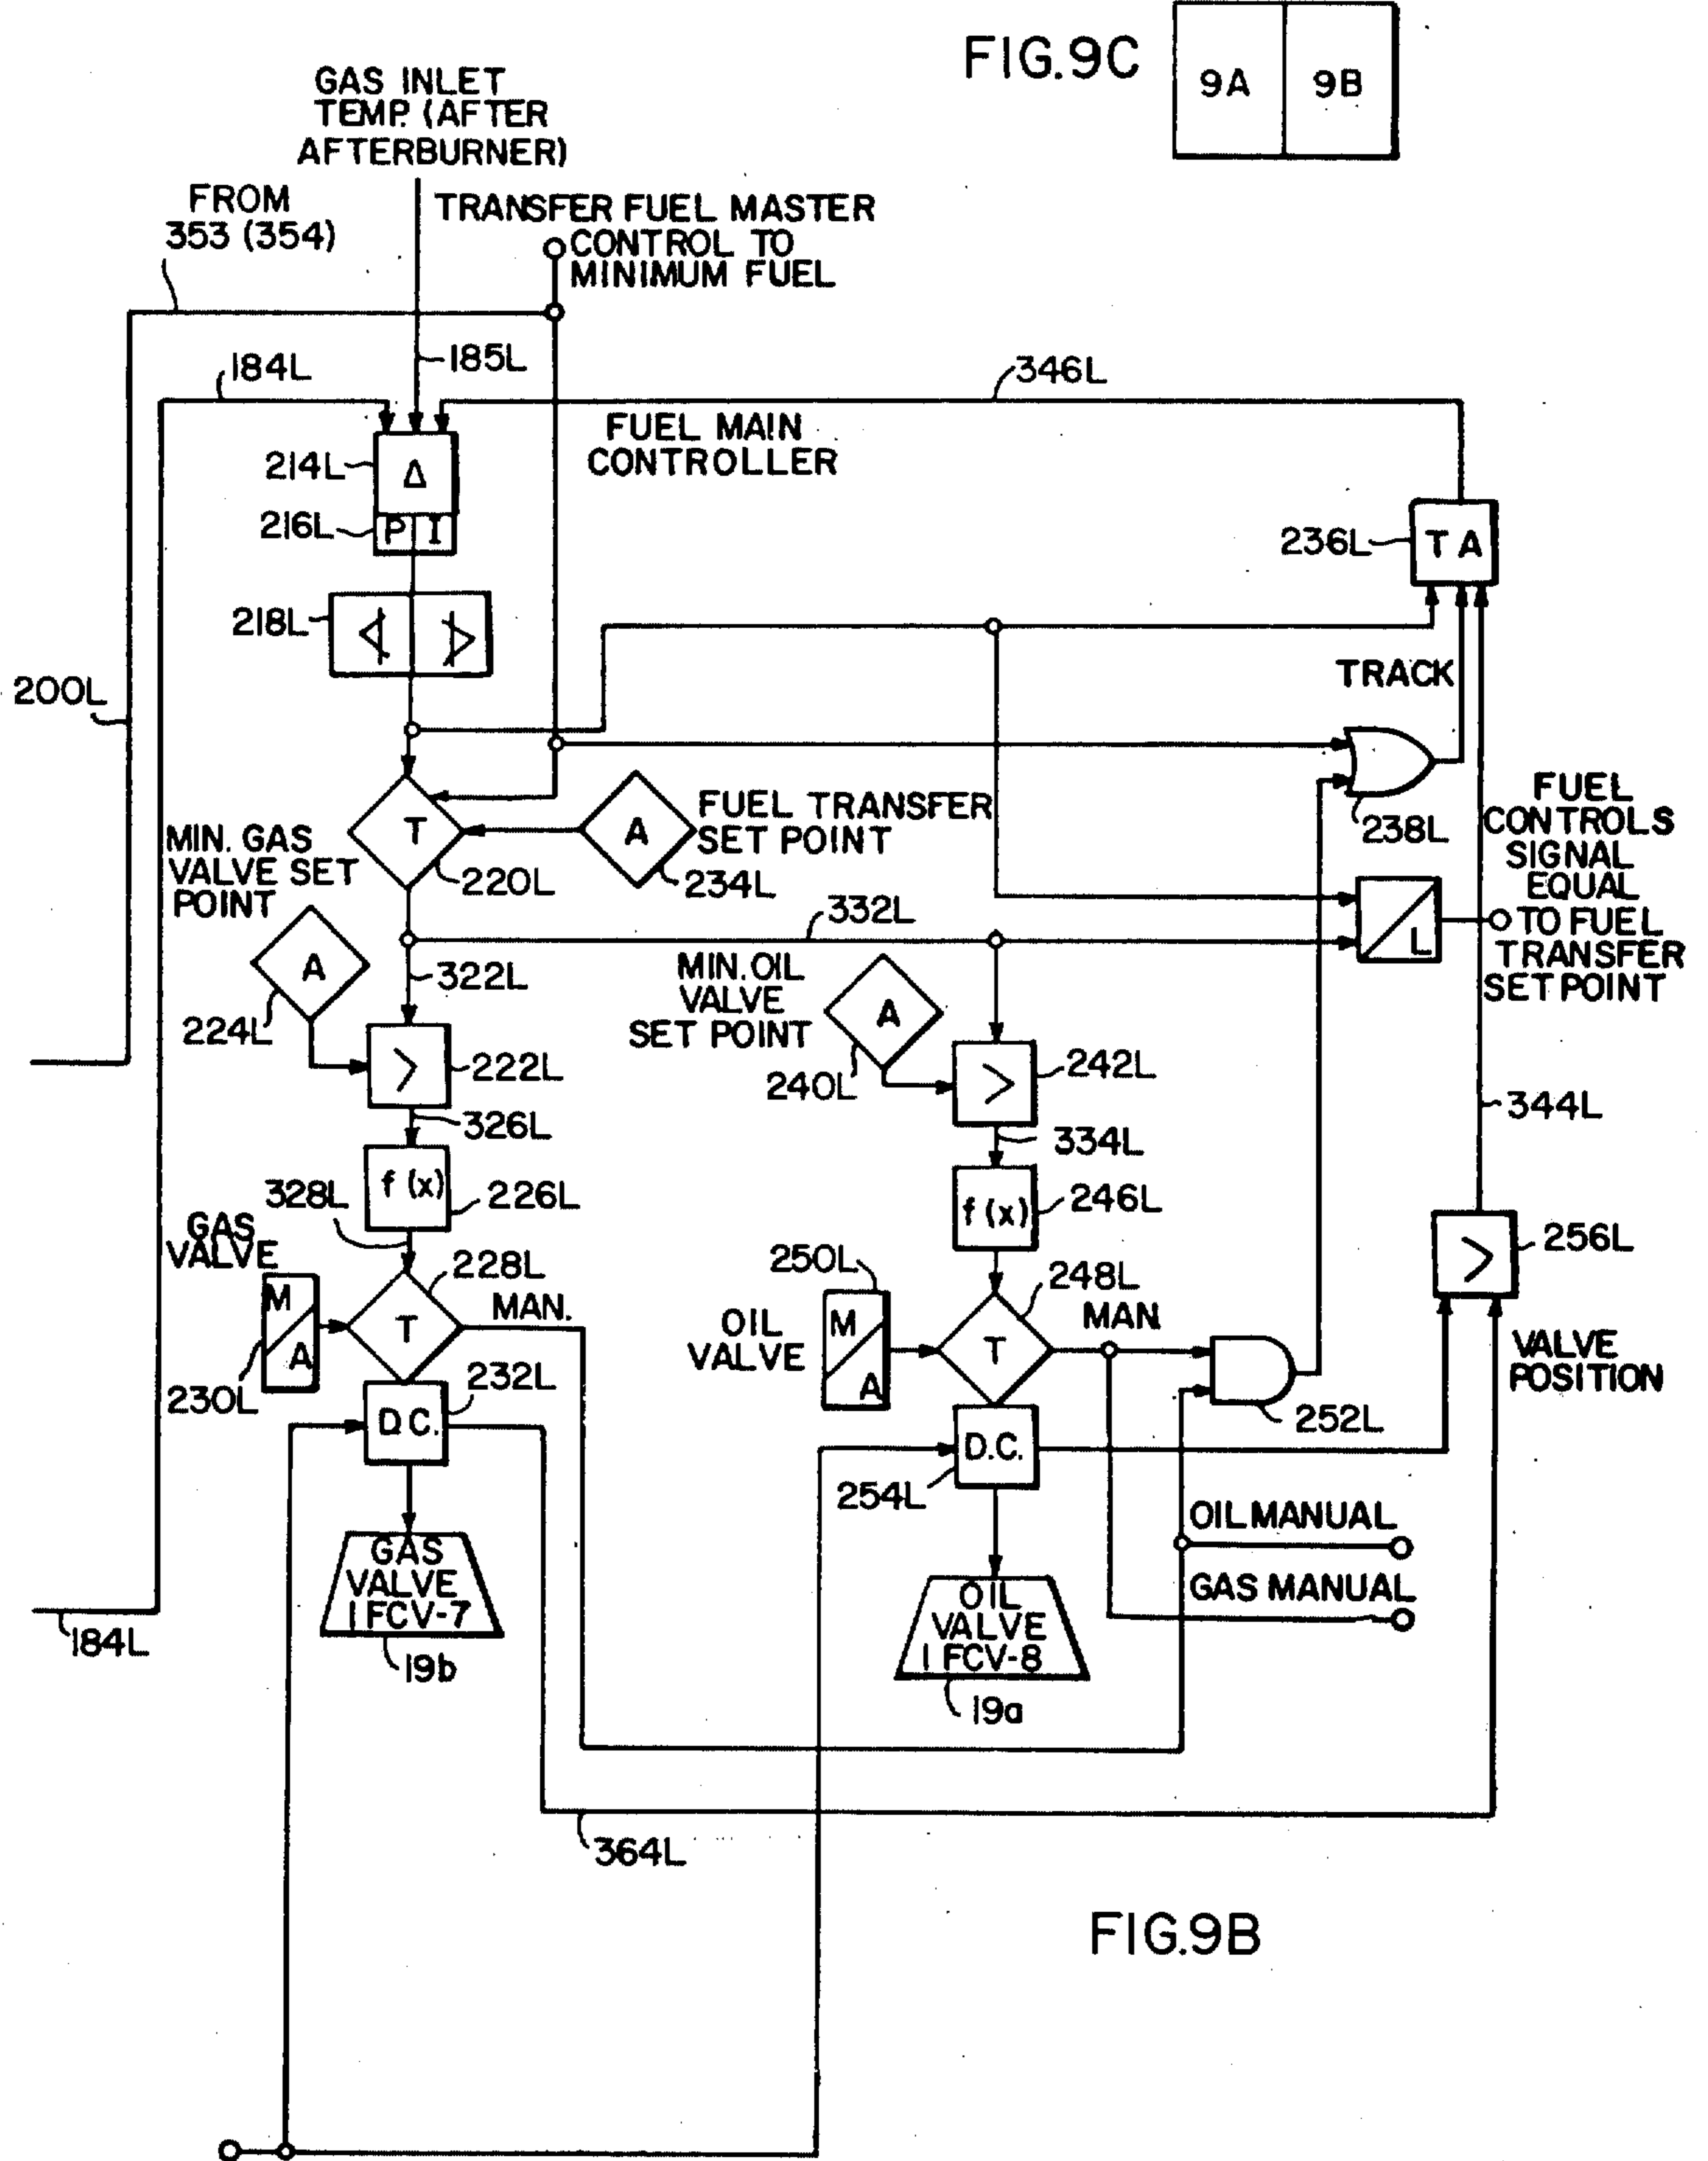 FIG.9C
9A
9B
GAS INLET
TEMP. (AFTER
AFTERBURNER)
FROM
353 (354)
TRANSFER FUEL MASTER
CONTROL TO
MINIMUM FUEL
185L
184L
346L
FUEL MAIN
CONTROLLER
214L
Δ
216L
P I
236L
T A
218L
TRACK
200L
238L
T
220L
A
FUEL TRANSFER
SET POINT
234L
MIN. GAS
VALVE SET
POINT
FUEL
CONTROLS
SIGNAL
EQUAL
TO FUEL
TRANSFER
SET POINT
L
332L
A
224L
322L
MIN. OIL
VALVE
SET POINT
A
240L
>
222L
>
242L
326L
334L
344L
f (x)
226L
328L
f (x)
246L
GAS
VALVE
>
256L
228L
MAN.
M
A
T
230L
250L
248L
MAN.
OIL
VALVE
M
A
T
VALVE
POSITION
232L
D.C.
252L
D.C.
254L
OIL MANUAL
GAS MANUAL
GAS
VALVE
1 FCV-7
19b
OIL
VALVE
1 FCV-8
19a
184L
364L
FIG.9B